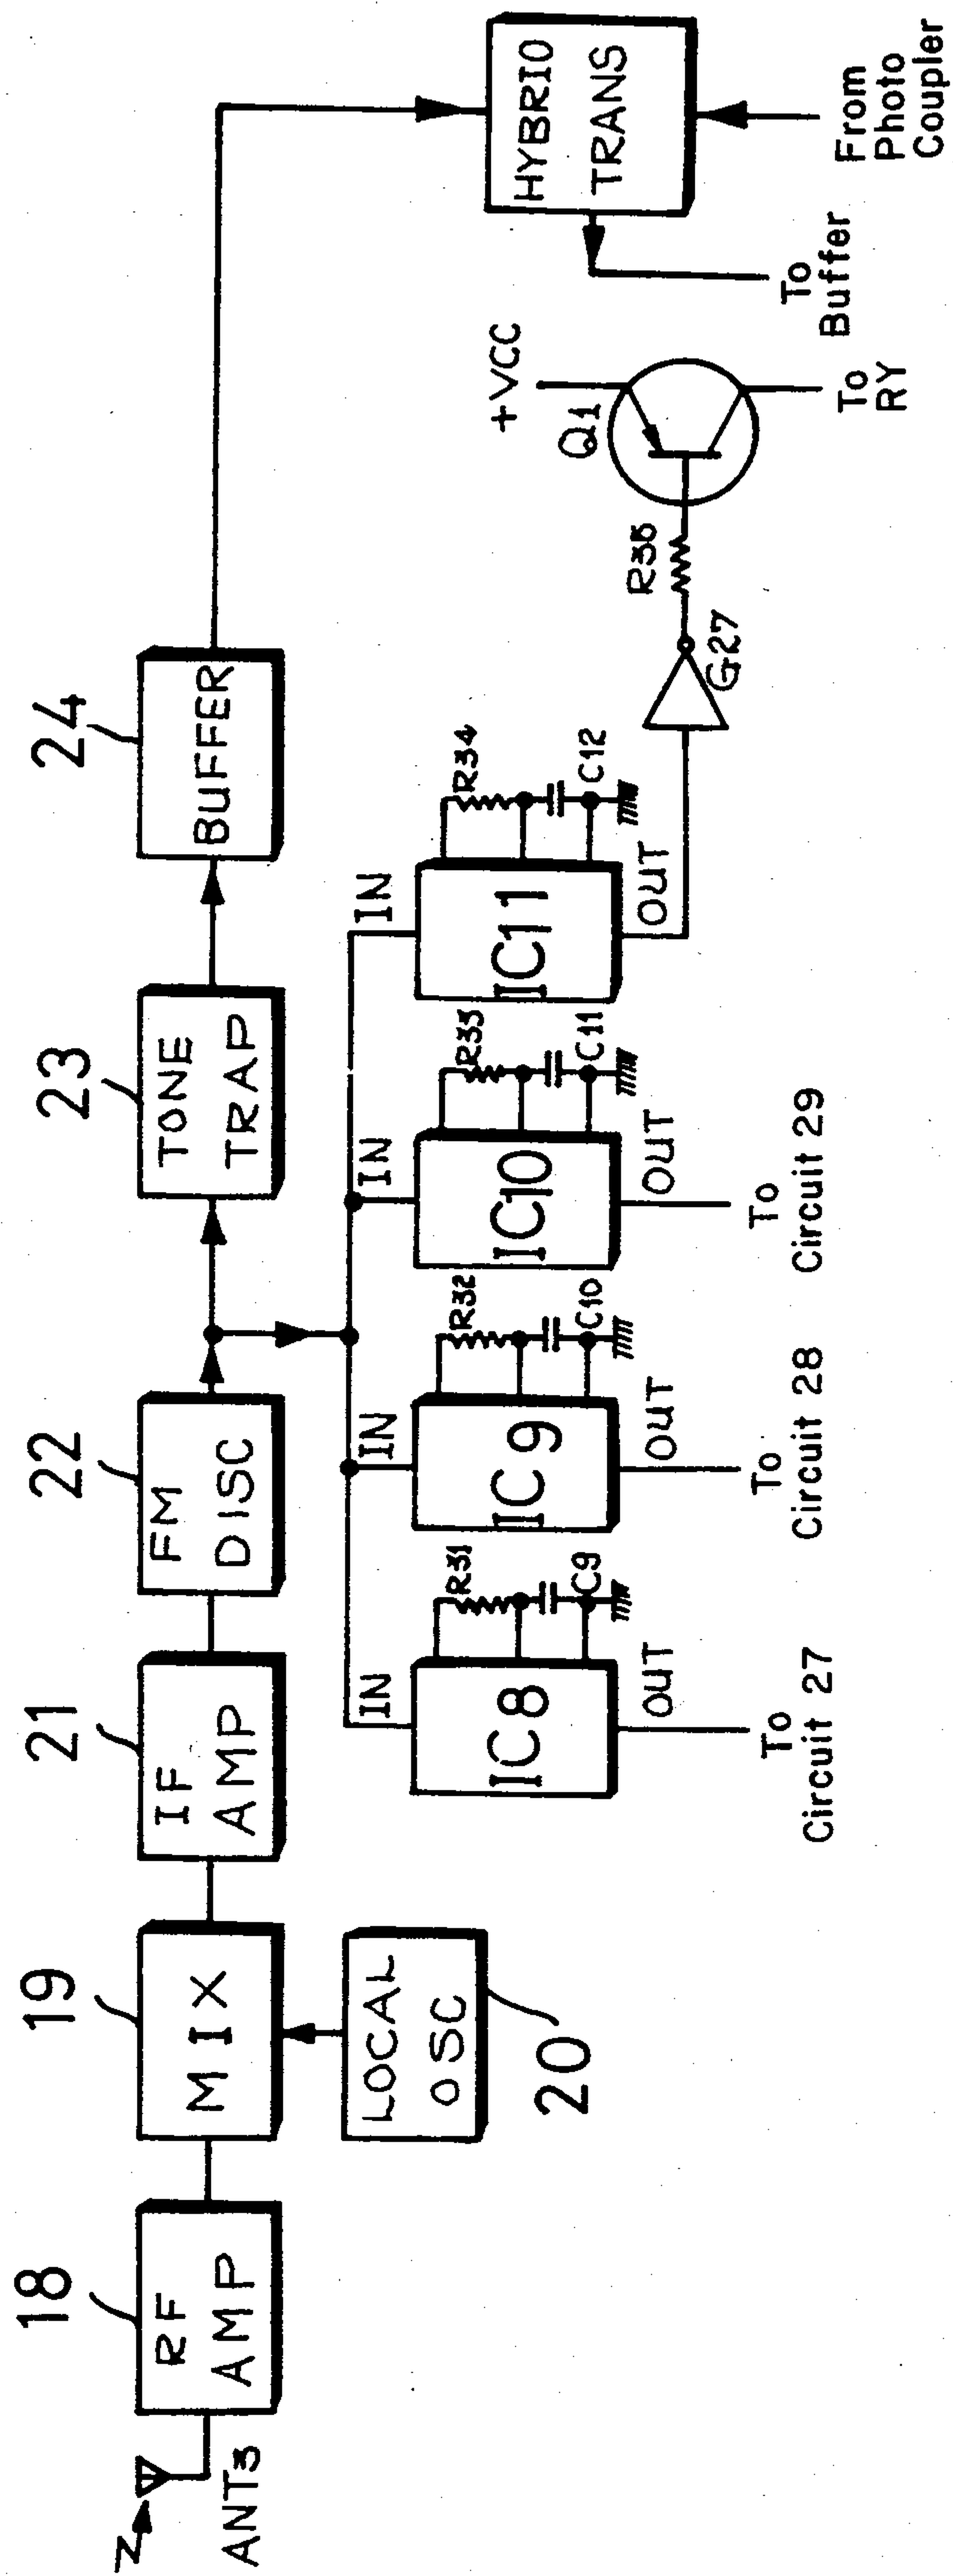 18
19
21
22
23
24
RF
AMP
MIX
IF
AMP
FM
DISC
TONE
TRAP
BUFFER
ANT3
LOCAL
OSC
20
IN
IN
IN
IN
IC8
R31
C9
IC9
R32
C10
IC10
R33
C11
IC11
R34
C12
OUT
OUT
OUT
OUT
To
Circuit 27
To
Circuit 28
To
Circuit 29
G27
R35
Q1
+VCC
To
RY
HYBRID
TRANS
To
Buffer
From
Photo
Coupler